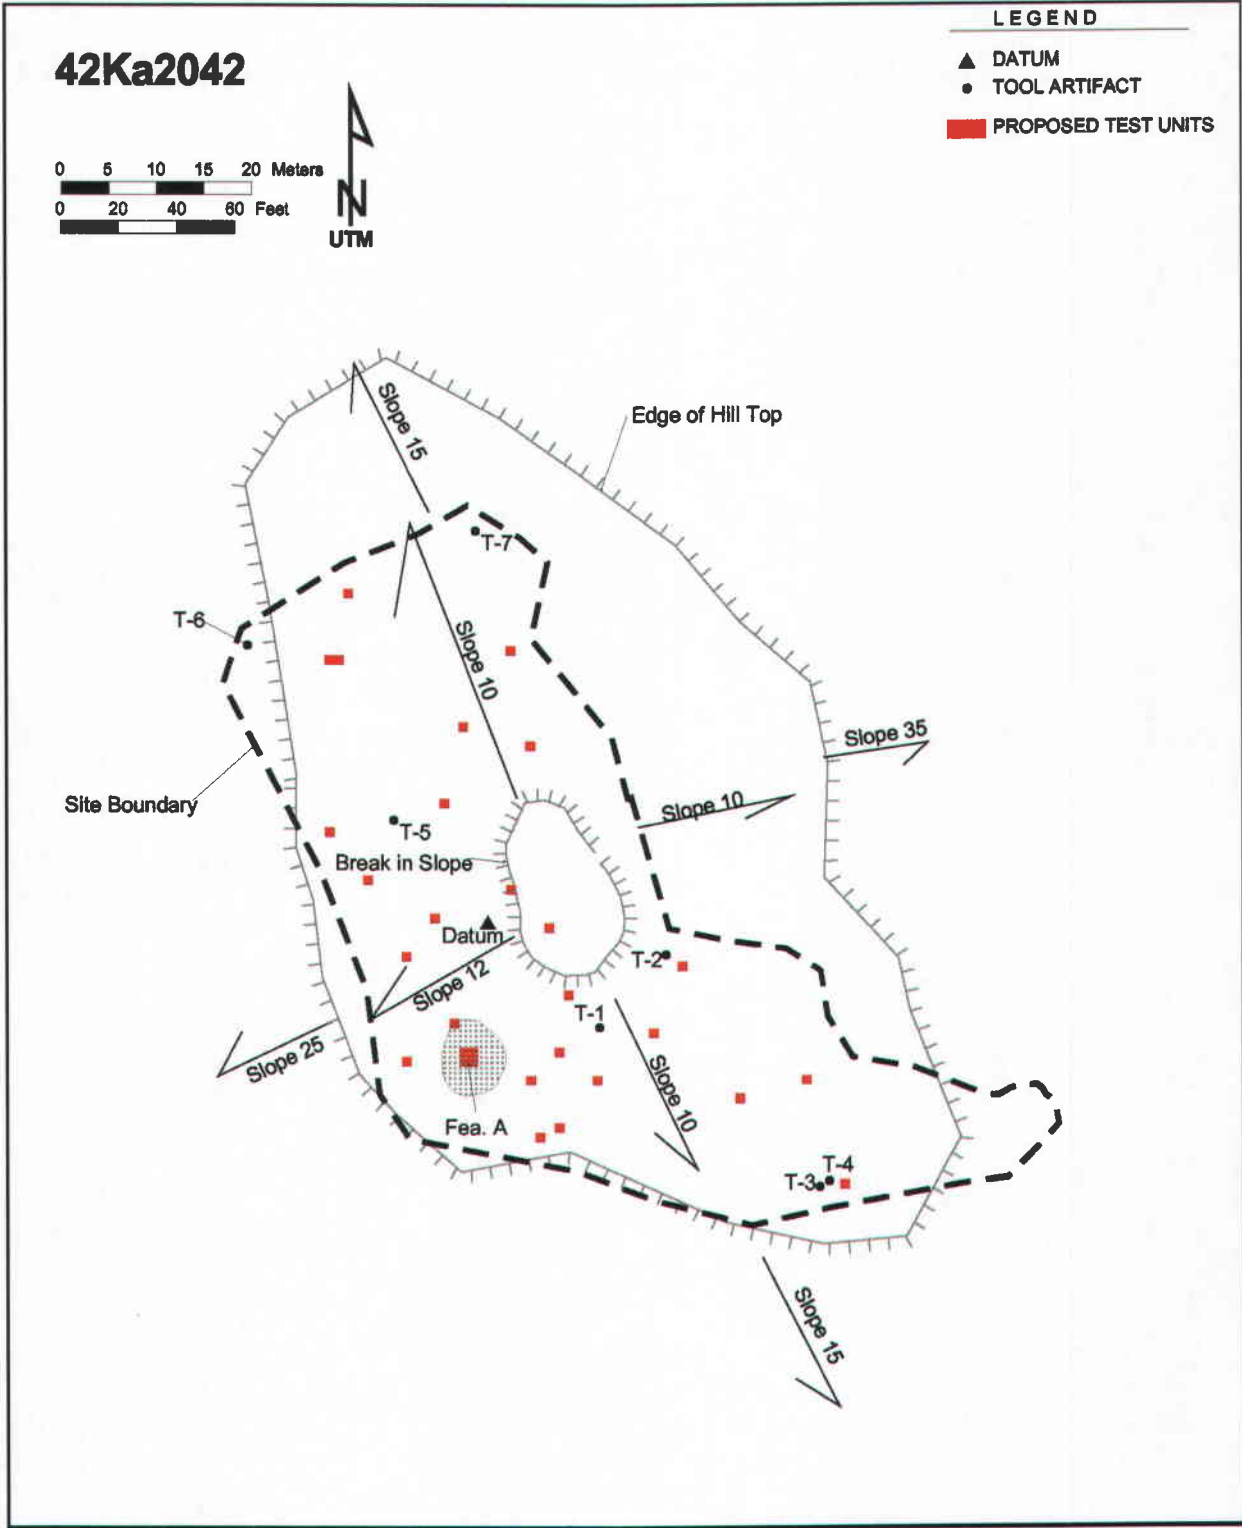 LEGEND
42Ka2042
DATUM
TOOL ARTIFACT
PROPOSED TEST UNITS
0 5 10 15 20 Meters
0 20 40 60 Feet
N
UTM
Slope 15
Edge of Hill Top
T-7
T-6
Slope 10
Slope 35
Site Boundary
Slope 10
T-5
Break in Slope
Datum
T-2
Slope 12
T-1
Slope 25
Slope 10
Fea. A
T-4
T-3
Slope 15